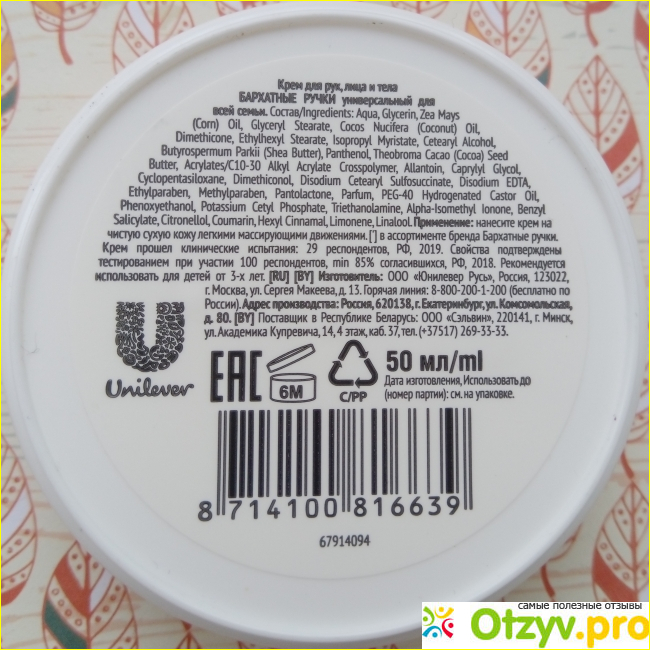 Крем для рук, лица и тела
БАРХАТНЫЕ РУЧКИ универсальный для
всей семьи. Состав/Ingredients: Aqua, Glycerin, Zea Mays
(Corn) Oil, Glyceryl Stearate, Cocos Nucifera (Coconut) Oil,
Dimethicone, Ethylhexyl Stearate, Isopropyl Myristate, Cetearyl Alcohol,
Butyrospermum Parkii (Shea Butter), Panthenol, Theobroma Cacao (Cocoa) Seed
Butter, Acrylates/C10-30 Alkyl Acrylate Crosspolymer, Allantoin, Caprylyl Glycol,
Cyclopentasiloxane, Dimethiconol, Disodium Cetearyl Sulfosuccinate, Disodium EDTA,
Ethylparaben, Methylparaben, Pantolactone, Parfum, PEG-40 Hydrogenated Castor Oil,
Phenoxyethanol, Potassium Cetyl Phosphate, Triethanolamine, Alpha-Isomethyl Ionone, Benzyl
Salicylate, Citronellol, Coumarin, Hexyl Cinnamal, Limonene, Linalool. Применение: нанесите крем на
чистую сухую кожу легкими массирующими движениями. [*] в ассортименте бренда Бархатные ручки.
Крем прошел клинические испытания: 29 респондентов, РФ, 2019. Свойства подтверждены
тестированием при участии 100 респондентов, min 85% согласившихся, РФ, 2018. Рекомендуется
использовать для детей от 3-х лет. [RU] [BY] Изготовитель: ООО «Юнилевер Русь», Россия, 123022,
г. Москва, ул. Сергея Макеева, д. 13. Горячая линия: 8-800-200-1-200 (бесплатно по
России). Адрес производства: Россия, 620138, г. Екатеринбург, ул. Комсомольская,
д. 80. [BY] Поставщик в Республике Беларусь: ООО «Сэльвин», 220141, г. Минск,
ул. Академика Купревича, 14, 4 этаж, каб. 37, тел. (+37517) 269-33-33.
Unilever
EAC
6M
C/PP
50 мл/ml
Дата изготовления, Использовать до
(номер партии): см. на упаковке.
8 714100 816639
67914094
самые полезные отзывы
Otzyv.pro